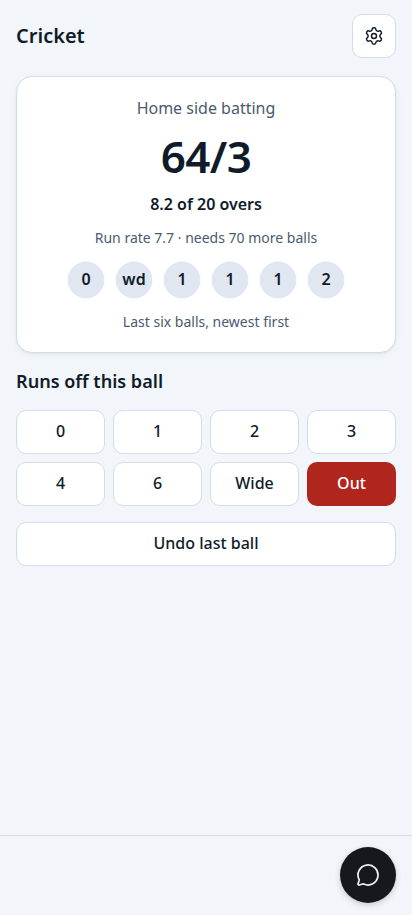 Cricket
Home side batting
64/3
8.2 of 20 overs
Run rate 7.7 · needs 70 more balls
0 wd 1 1 1 2
Last six balls, newest first
Runs off this ball
0 1 2 3
4 6 Wide Out
Undo last ball